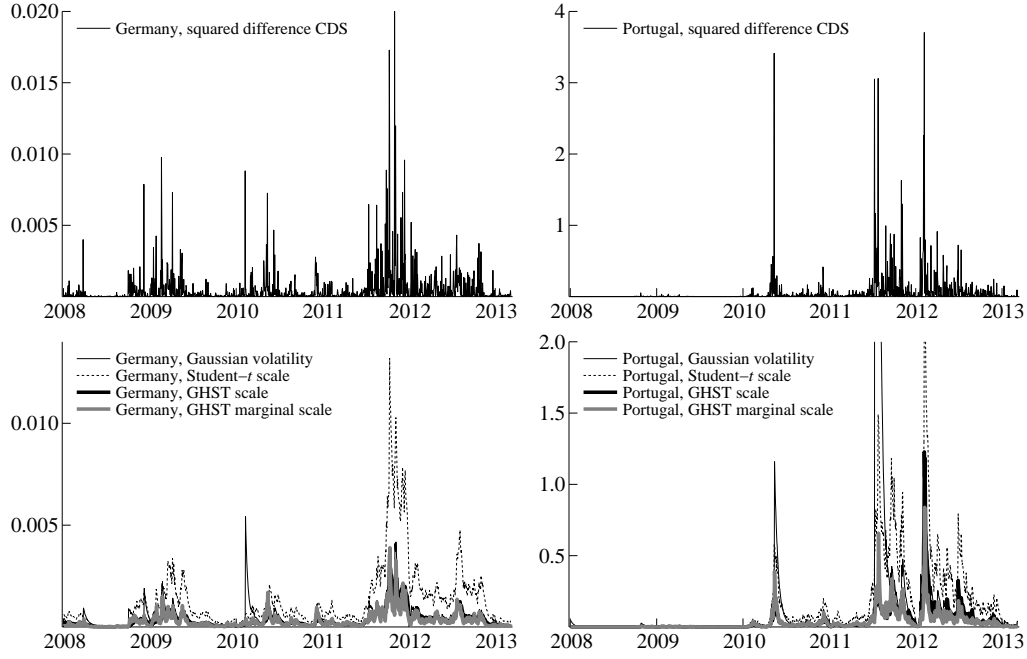 0.020
Germany, squared difference CDS
0.015
0.010
0.005
2008 2009 2010 2011 2012 2013
4
Portugal, squared difference CDS
3
2
1
2008 2009 2010 2011 2012 2013
Germany, Gaussian volatility
Germany, Student−t scale
Germany, GHST scale
Germany, GHST marginal scale
0.010
0.005
2008 2009 2010 2011 2012 2013
2.0
Portugal, Gaussian volatility
Portugal, Student−t scale
Portugal, GHST scale
Portugal, GHST marginal scale
1.5
1.0
0.5
2008 2009 2010 2011 2012 2013